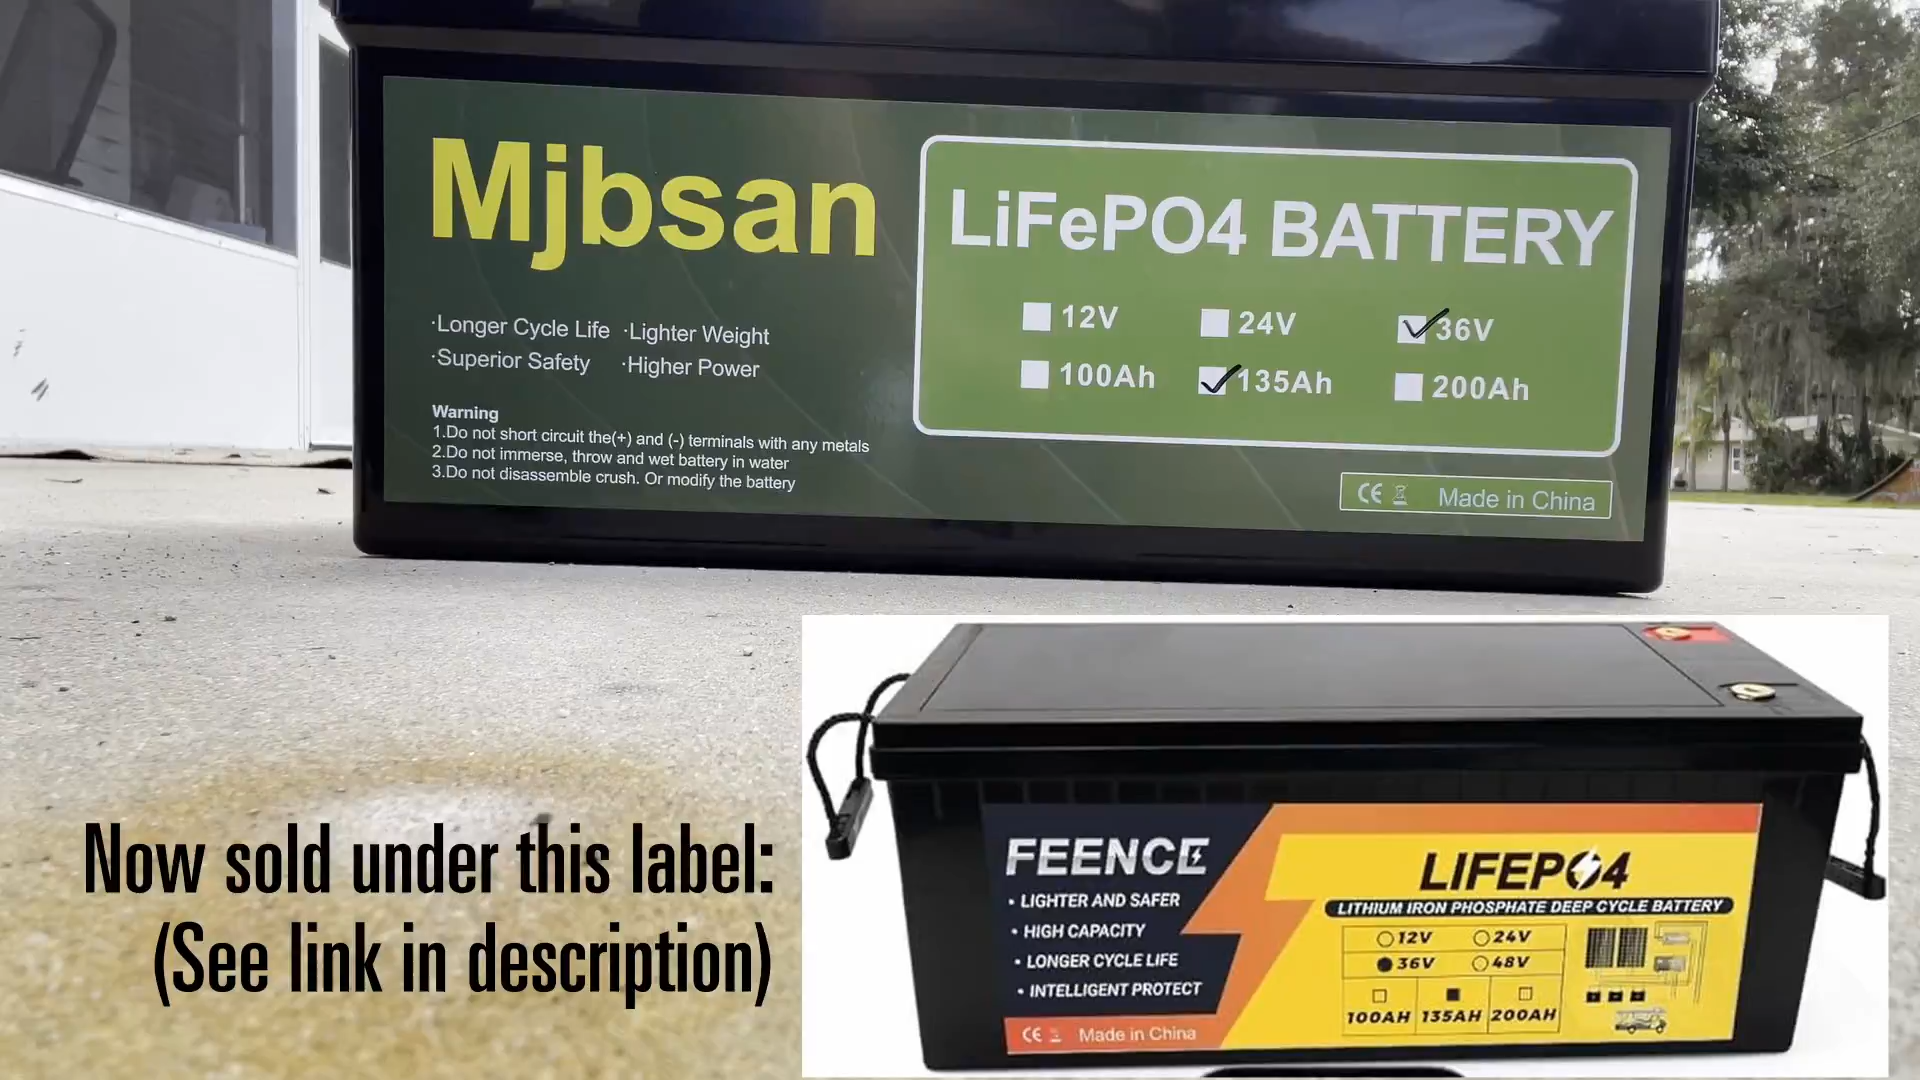 Mjbsan
·Longer Cycle Life ·Lighter Weight
·Superior Safety ·Higher Power
Warning
1.Do not short circuit the(+) and (-) terminals with any metals
2.Do not immerse, throw and wet battery in water
3.Do not disassemble crush. Or modify the battery
LiFePO4 BATTERY
12V 24V 36V
100Ah 135Ah 200Ah
CE Made in China
Now sold under this label:
(See link in description)
FEENCE
• LIGHTER AND SAFER
• HIGH CAPACITY
• LONGER CYCLE LIFE
• INTELLIGENT PROTECT
CE Made in China
LIFEPO4
LITHIUM IRON PHOSPHATE DEEP CYCLE BATTERY
12V 24V
36V 48V
100AH 135AH 200AH